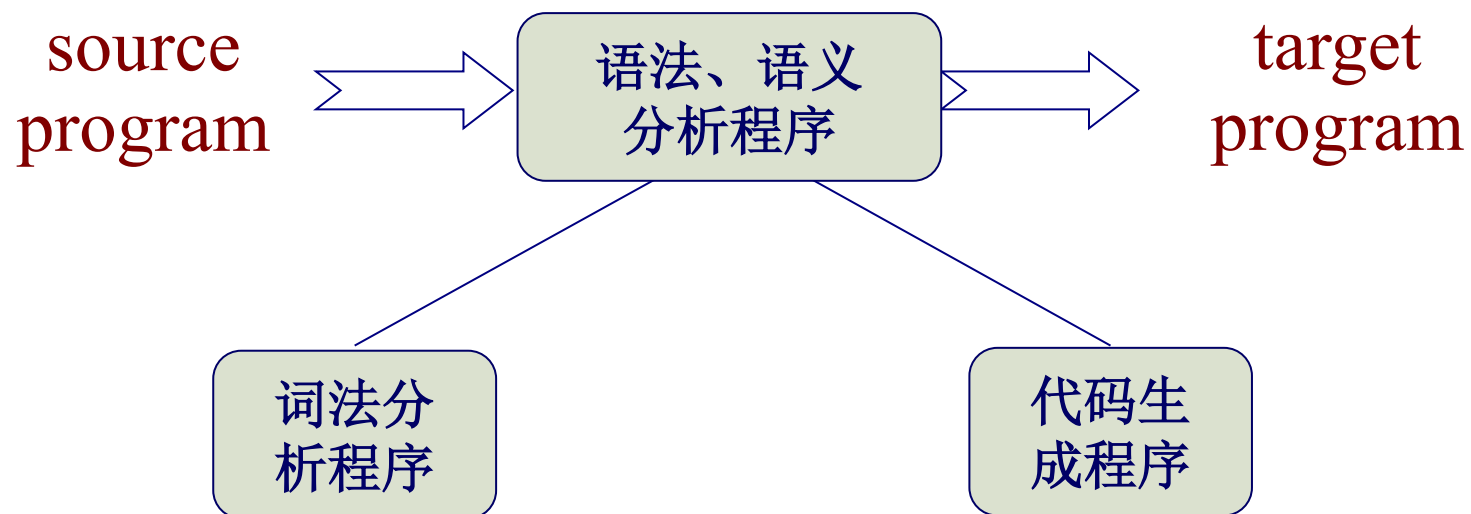 source
program
语法、语义
分析程序
target
program
词法分
析程序
代码生
成程序